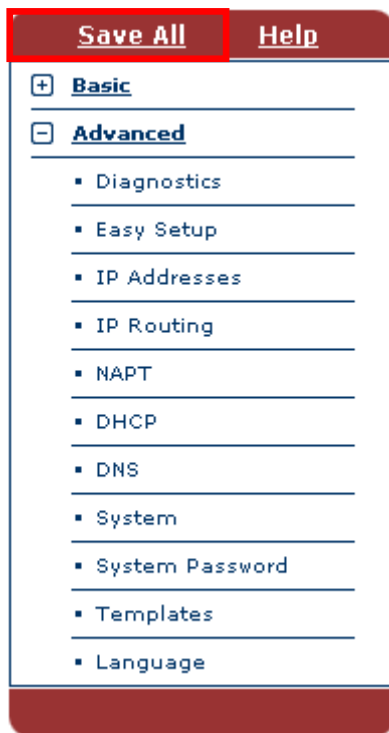 Save All Help
Basic
Advanced
Diagnostics
Easy Setup
IP Addresses
IP Routing
NAPT
DHCP
DNS
System
System Password
Templates
Language